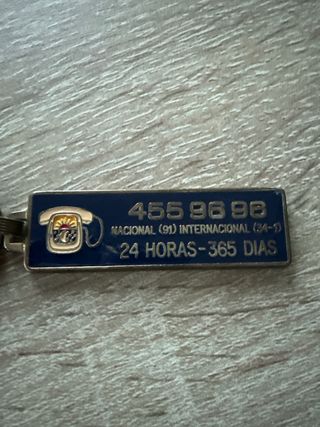 455 96 96
NACIONAL (91) INTERNACIONAL (34-1)
24 HORAS-365 DIAS